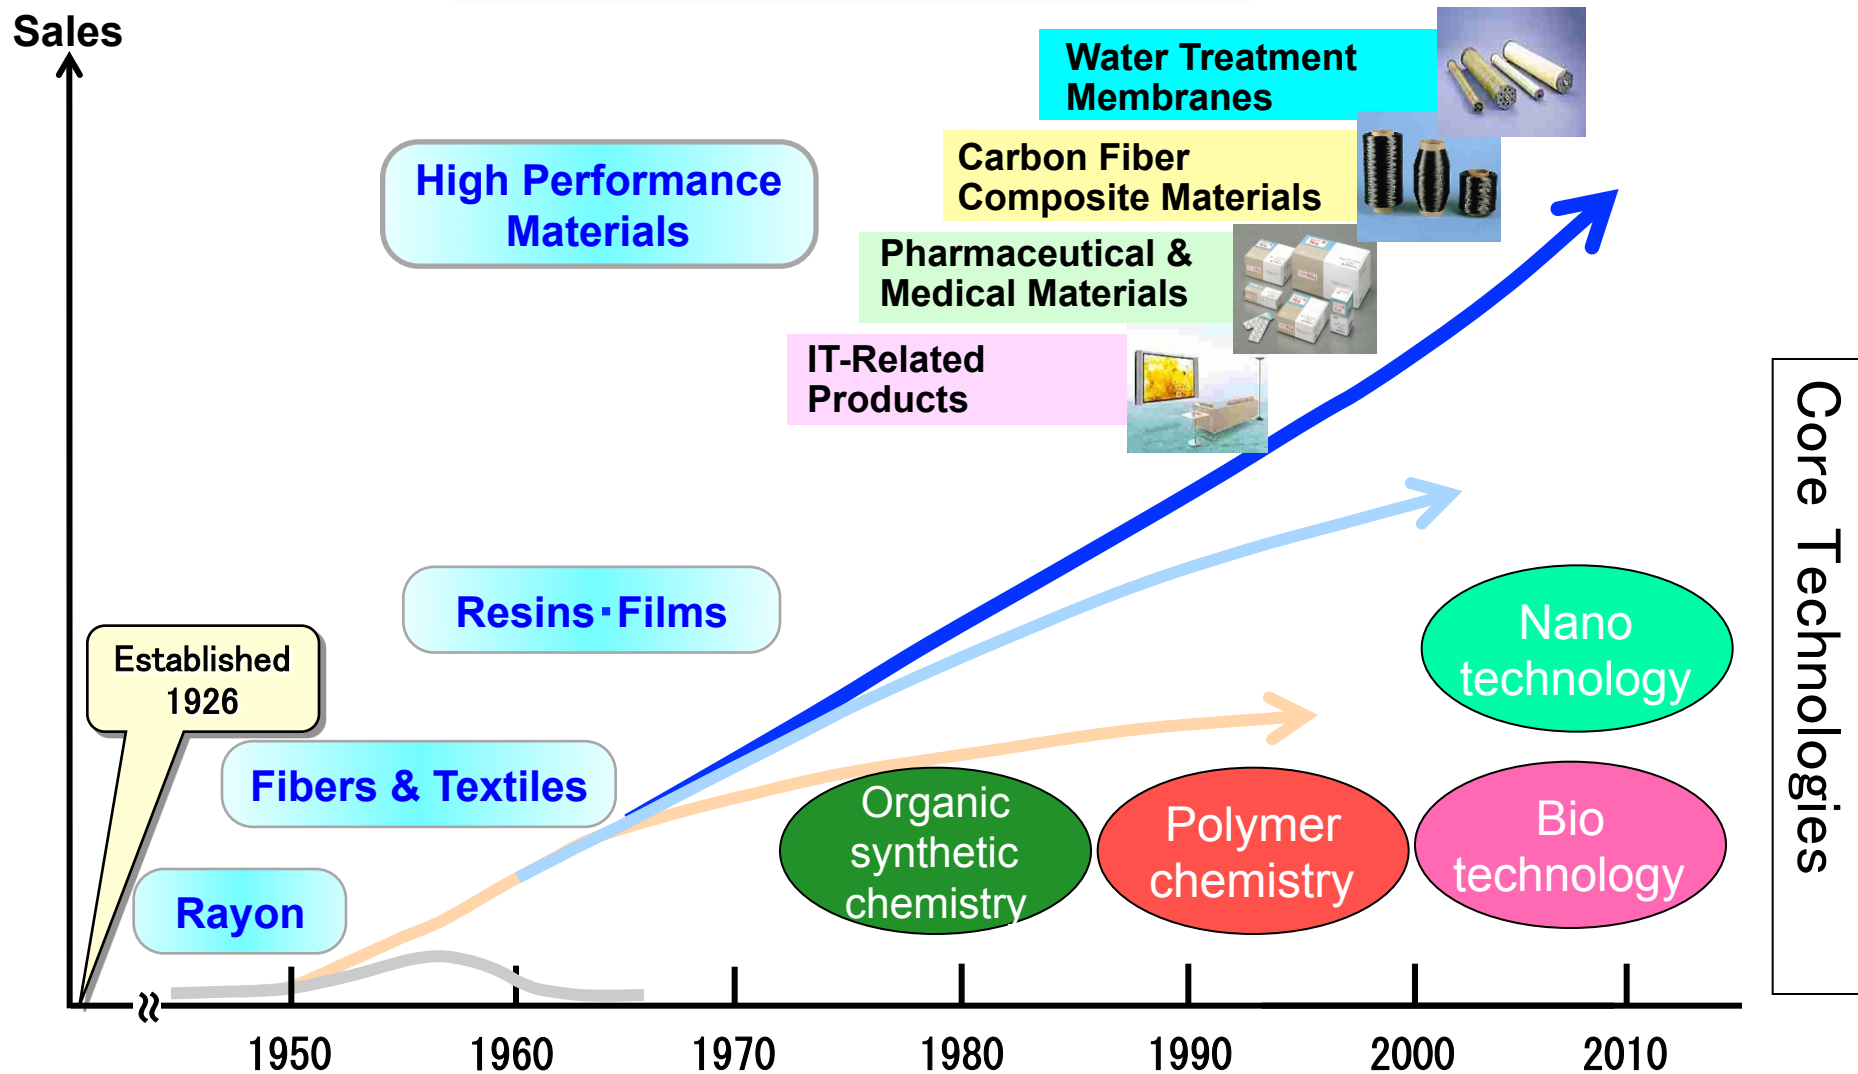 Sales
Water Treatment
Membranes
Carbon Fiber
Composite Materials
High Performance
Materials
Pharmaceutical &
Medical Materials
IT-Related
Products
Core Technologies
Resins・Films
Nano
technology
Established
1926
Fibers & Textiles
Organic
synthetic
chemistry
Polymer
chemistry
Bio
technology
Rayon
1950
1960
1970
1980
1990
2000
2010